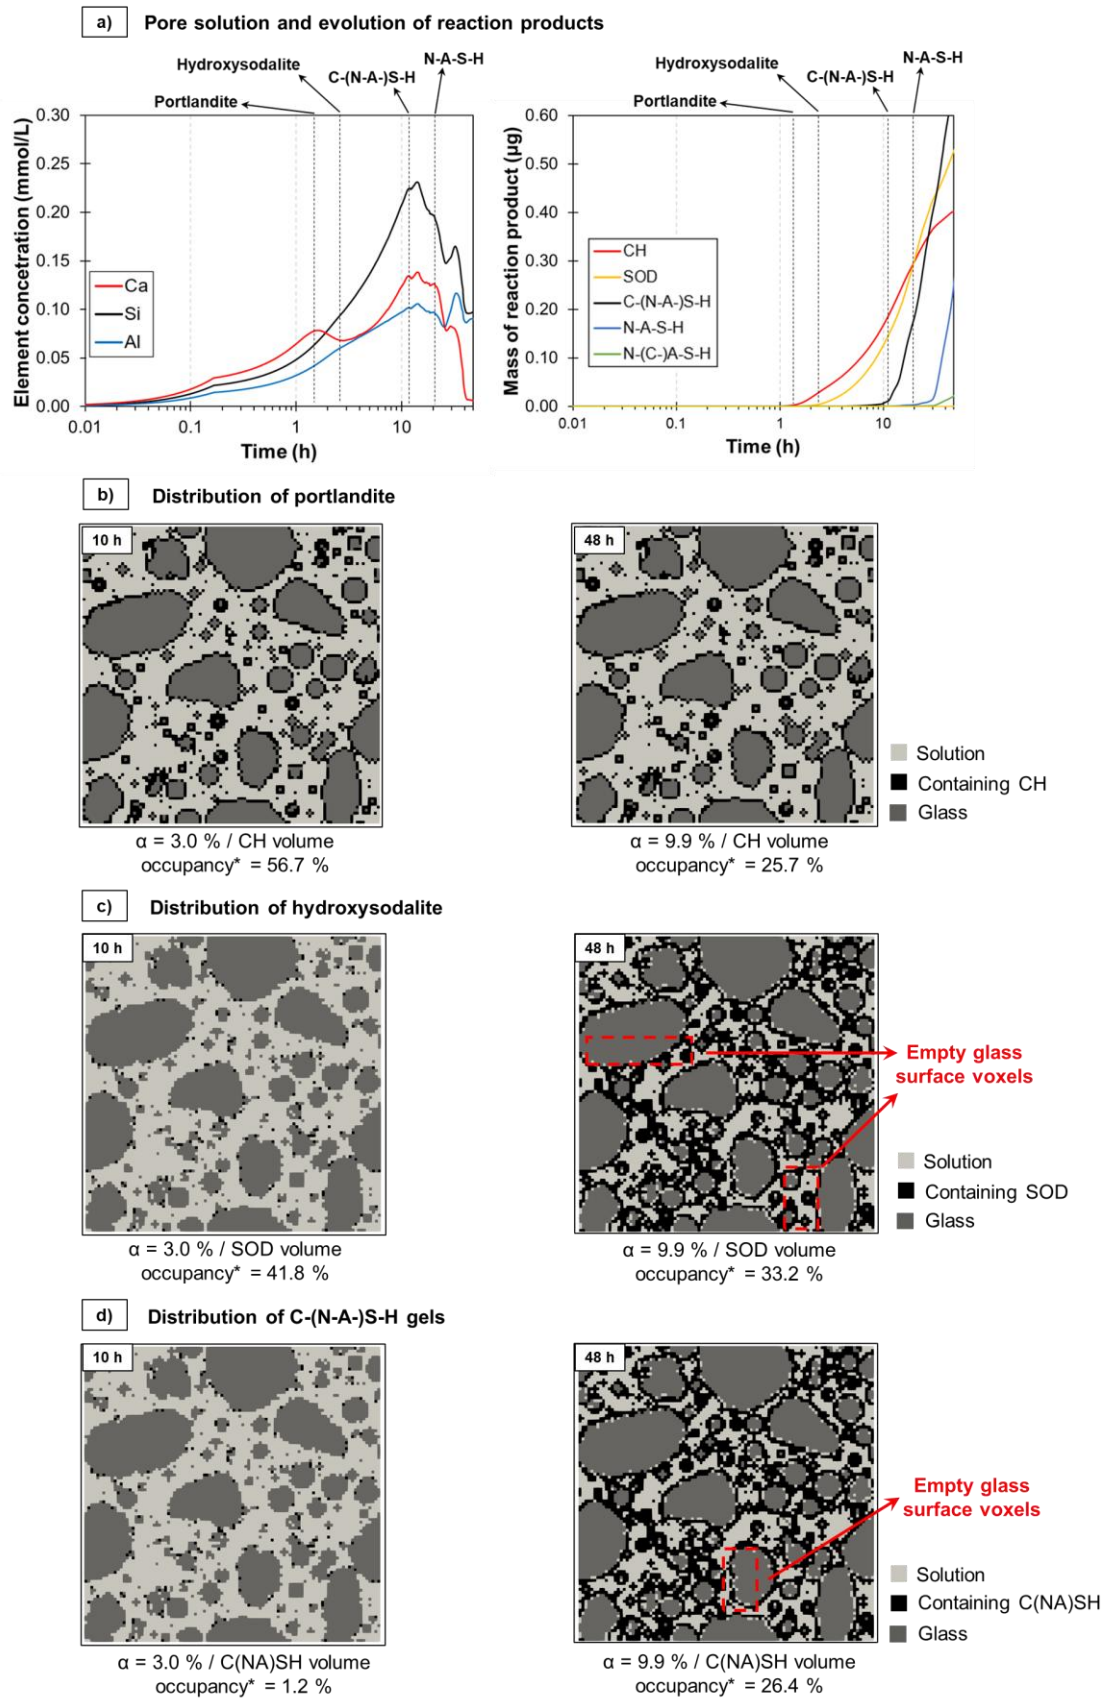 a) Pore solution and evolution of reaction products
Portlandite
Hydroxysodalite
C-(N-A-)S-H
N-A-S-H
Element concetration (mmol/L)
0.30
0.25
0.20
0.15
0.10
0.05
0.00
Ca
Si
Al
0.01 0.1 1 10
Time (h)
Portlandite
Hydroxysodalite
C-(N-A-)S-H
N-A-S-H
Mass of reaction product (µg)
0.60
0.50
0.40
0.30
0.20
0.10
0.00
CH
SOD
C-(N-A-)S-H
N-A-S-H
N-(C-)A-S-H
0.01 0.1 1 10
Time (h)
b) Distribution of portlandite
10 h
α = 3.0 % / CH volume
occupancy* = 56.7 %
48 h
α = 9.9 % / CH volume
occupancy* = 25.7 %
Solution
Containing CH
Glass
c) Distribution of hydroxysodalite
10 h
α = 3.0 % / SOD volume
occupancy* = 41.8 %
48 h
α = 9.9 % / SOD volume
occupancy* = 33.2 %
Empty glass
surface voxels
Solution
Containing SOD
Glass
d) Distribution of C-(N-A-)S-H gels
10 h
α = 3.0 % / C(NA)SH volume
occupancy* = 1.2 %
48 h
α = 9.9 % / C(NA)SH volume
occupancy* = 26.4 %
Empty glass
surface voxels
Solution
Containing C(NA)SH
Glass